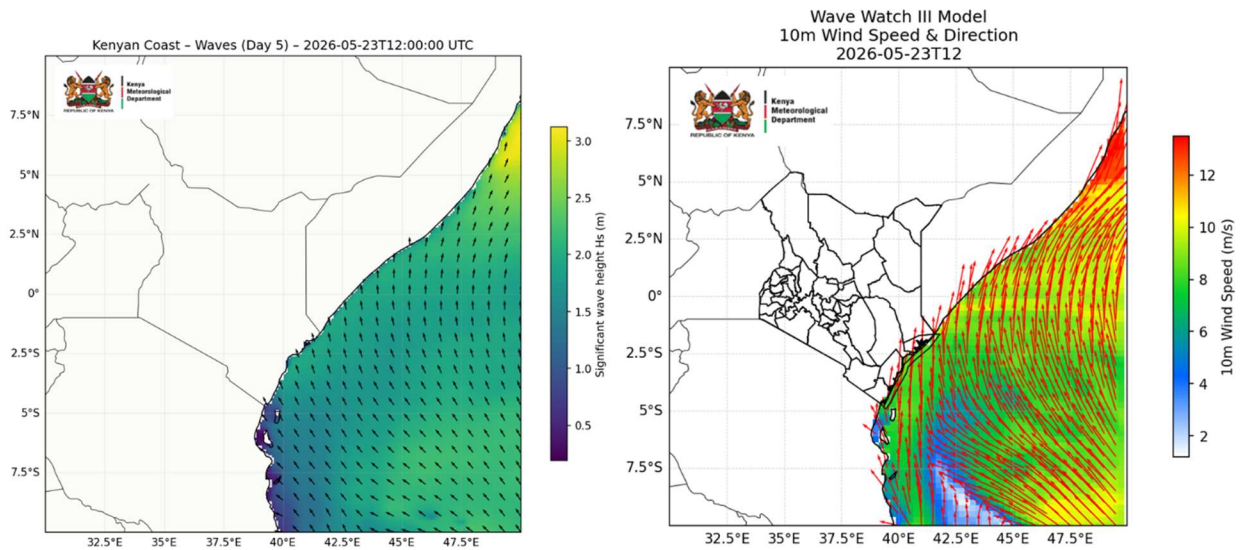 Kenyan Coast – Waves (Day 5) – 2026-05-23T12:00:00 UTC
Kenya
Meteorological
Department
REPUBLIC OF KENYA
7.5°N
5°N
2.5°N
0°
2.5°S
5°S
7.5°S
32.5°E 35°E 37.5°E 40°E 42.5°E 45°E 47.5°E
3.0
2.5
2.0
1.5
1.0
0.5
Significant wave height Hs (m)
Wave Watch III Model
10m Wind Speed & Direction
2026-05-23T12
Kenya
Meteorological
Department
REPUBLIC OF KENYA
7.5°N
5°N
2.5°N
0°
2.5°S
5°S
7.5°S
32.5°E 35°E 37.5°E 40°E 42.5°E 45°E 47.5°E
12
10
8
6
4
2
10m Wind Speed (m/s)